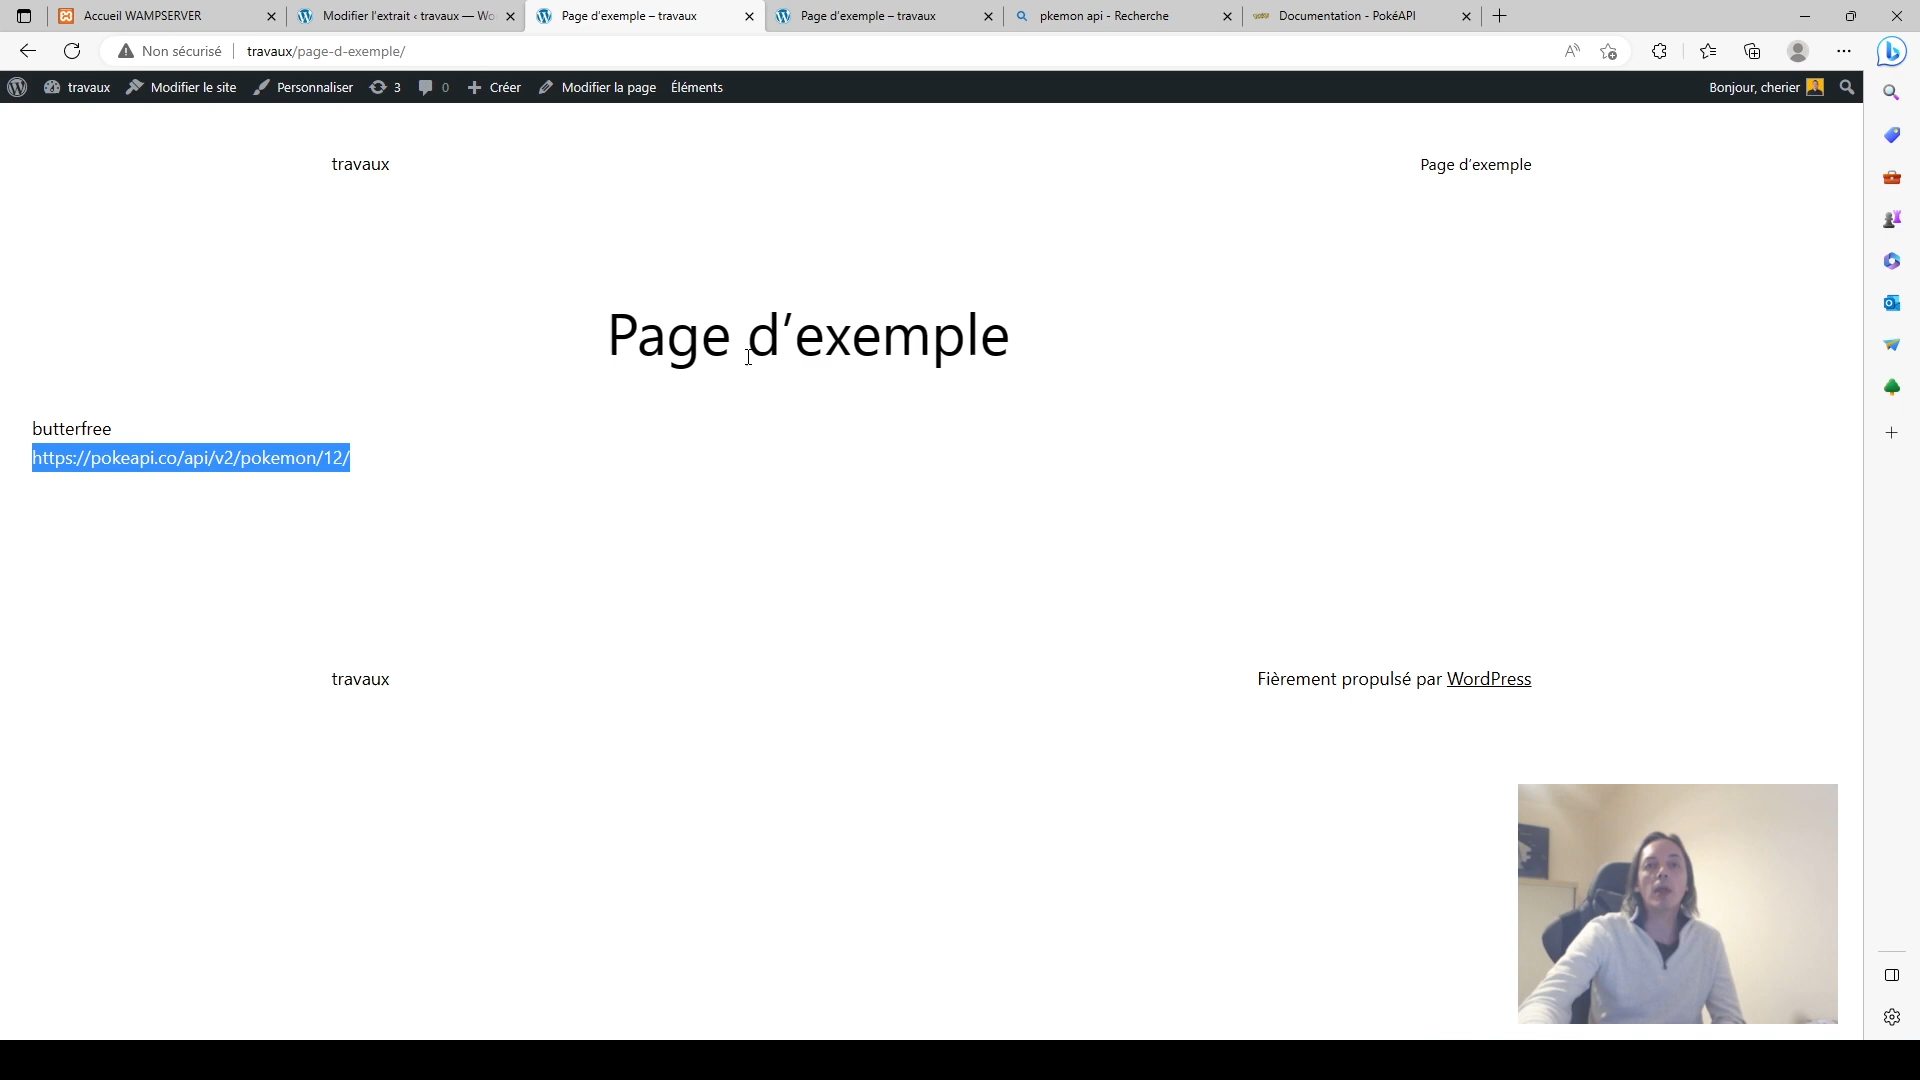 Accueil WAMPSERVER
Modifier l'extrait ‹ travaux — Wo
Page d'exemple – travaux
Page d'exemple – travaux
pkemon api - Recherche
Documentation - PokéAPI
Non sécurisé
travaux/page-d-exemple/
travaux
Modifier le site
Personnaliser
3
0
Créer
Modifier la page
Éléments
Bonjour, cherier
travaux
Page d'exemple
Page d'exemple
butterfree
https://pokeapi.co/api/v2/pokemon/12/
travaux
Fièrement propulsé par WordPress